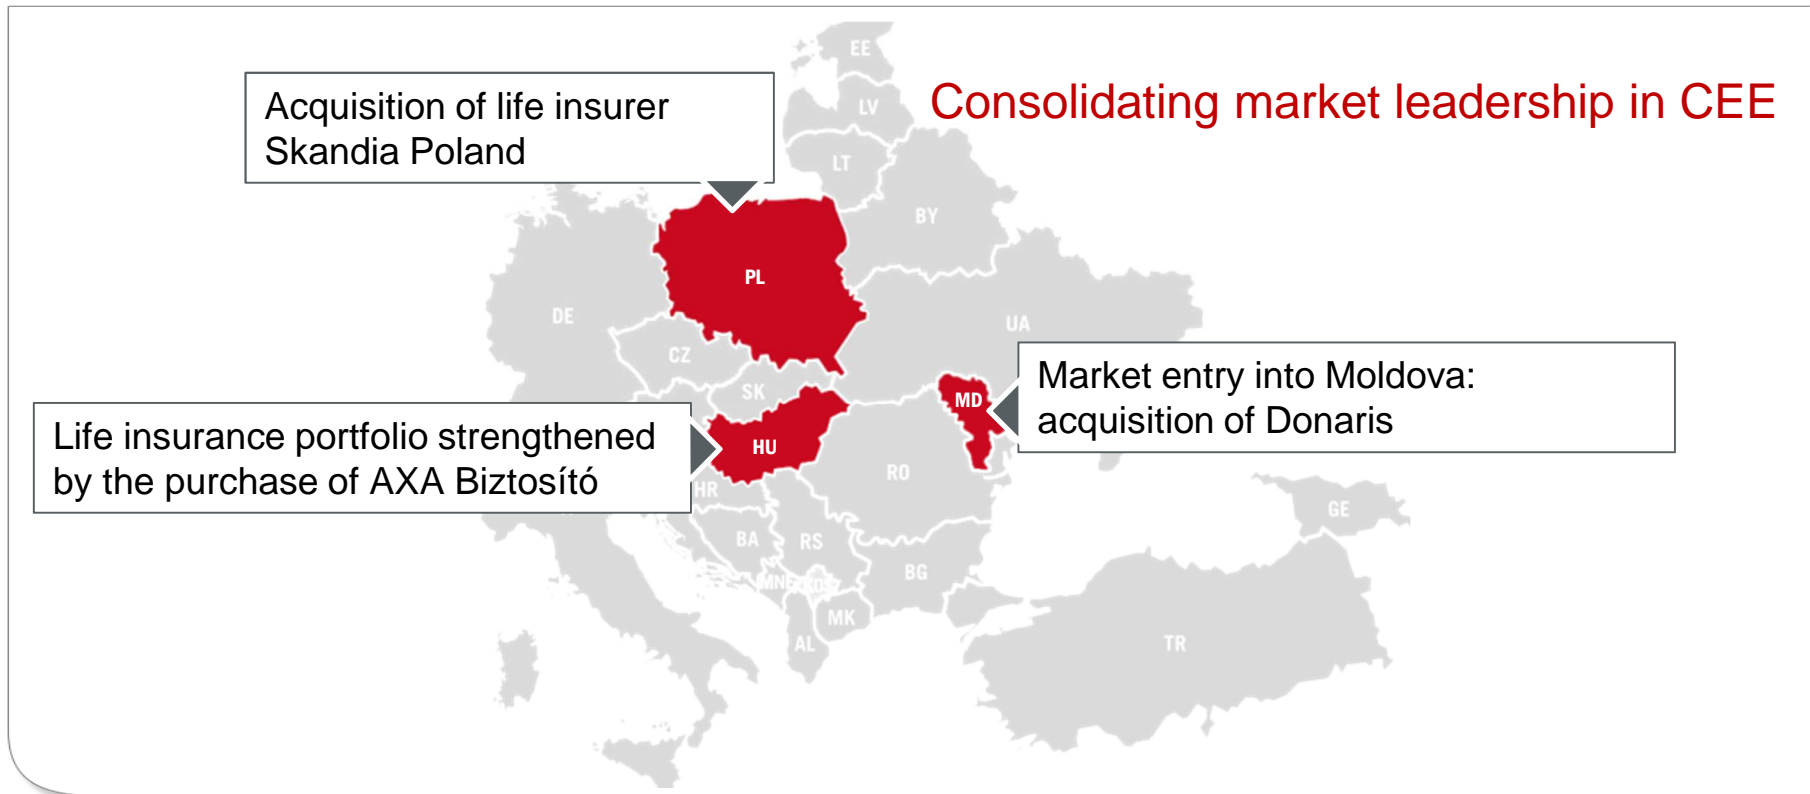 Consolidating market leadership in CEE
Acquisition of life insurer
Skandia Poland
Market entry into Moldova:
acquisition of Donaris
Life insurance portfolio strengthened
by the purchase of AXA Biztosító
EE
LV
LT
BY
PL
DE
UA
CZ
SK
MD
HU
RO
HR
GE
BA
RS
BG
MNE
KOS
MK
AL
TR